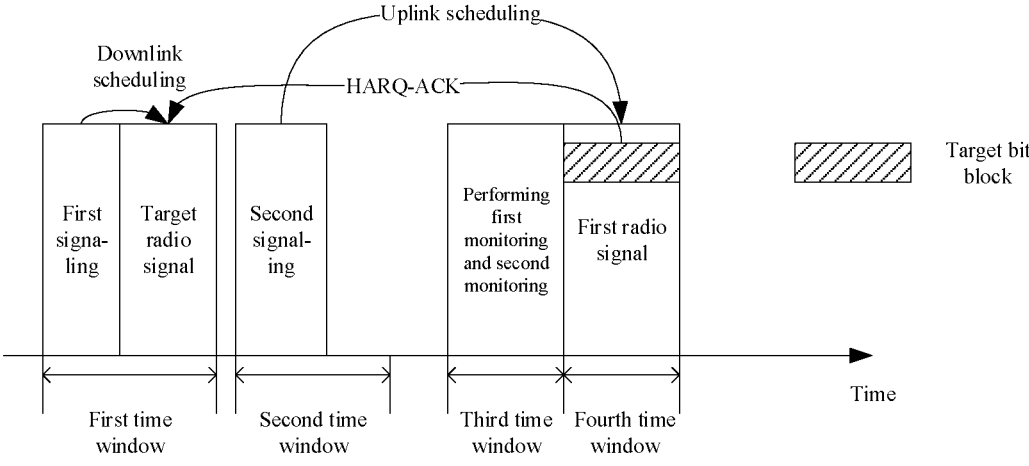 Uplink scheduling
Downlink
scheduling
HARQ-ACK
First
signa-
ling
Target
radio
signal
Second
signal-
ing
Performing
first
monitoring
and second
monitoring
First radio
signal
Target bit
block
Time
First time
window
Second time
window
Third time
window
Fourth time
window